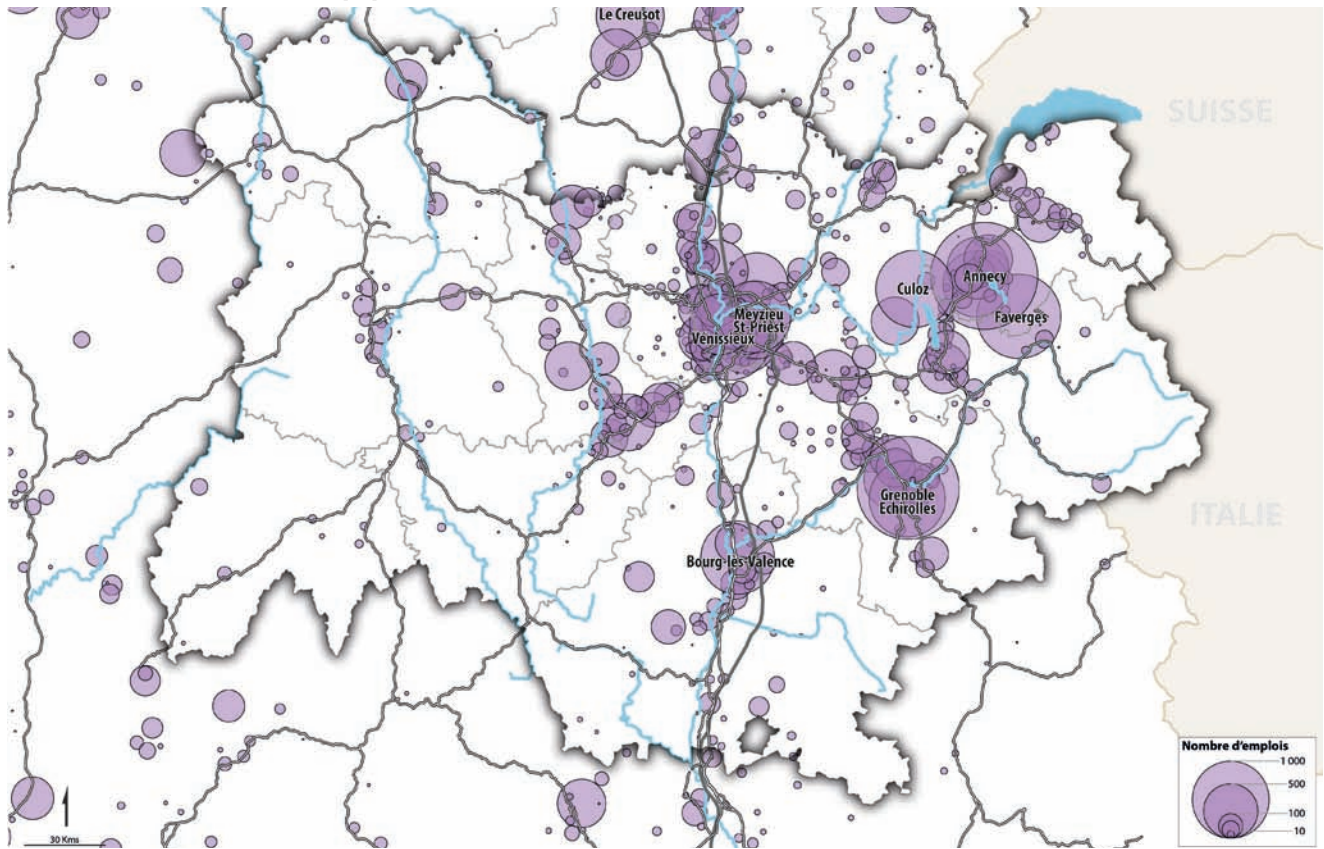 Le Creusot
SUISSE
Annecy
Culoz
Faverges
Meyzieu
St-Priest
Vénissieux
Grenoble
Echirolles
ITALIE
Bourg-lès-Valence
Nombre d'emplois
1 000
500
100
10
30 Kms